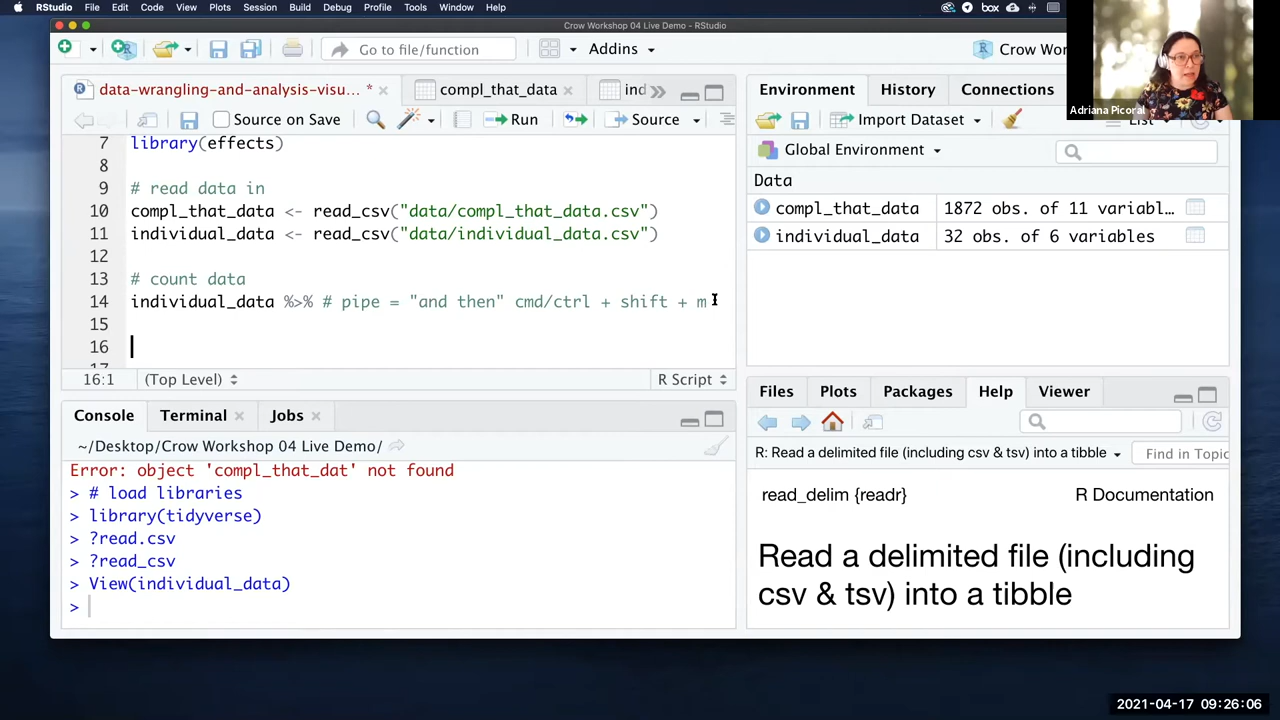 RStudio File Edit Code View Plots Session Build Debug Profile Tools Window Help box
Crow Workshop 04 Live Demo - RStudio
Go to file/function Addins Crow Wor
data-wrangling-and-analysis-visu... * compl_that_data ind
Source on Save Run Source
7 library(effects)
8
9 # read data in
10 compl_that_data <- read_csv("data/compl_that_data.csv")
11 individual_data <- read_csv("data/individual_data.csv")
12
13 # count data
14 individual_data %>% # pipe = "and then" cmd/ctrl + shift + m
15
16
16:1 (Top Level) R Script
Console Terminal Jobs
~/Desktop/Crow Workshop 04 Live Demo/
Error: object 'compl_that_dat' not found
> # load libraries
> library(tidyverse)
> ?read.csv
> ?read_csv
> View(individual_data)
>
Environment History Connections
Import Dataset List
Global Environment
Data
compl_that_data 1872 obs. of 11 variabl...
individual_data 32 obs. of 6 variables
Files Plots Packages Help Viewer
R: Read a delimited file (including csv & tsv) into a tibble Find in Topic
read_delim {readr} R Documentation
Read a delimited file (including
csv & tsv) into a tibble
Adriana Picoral
2021-04-17 09:26:06